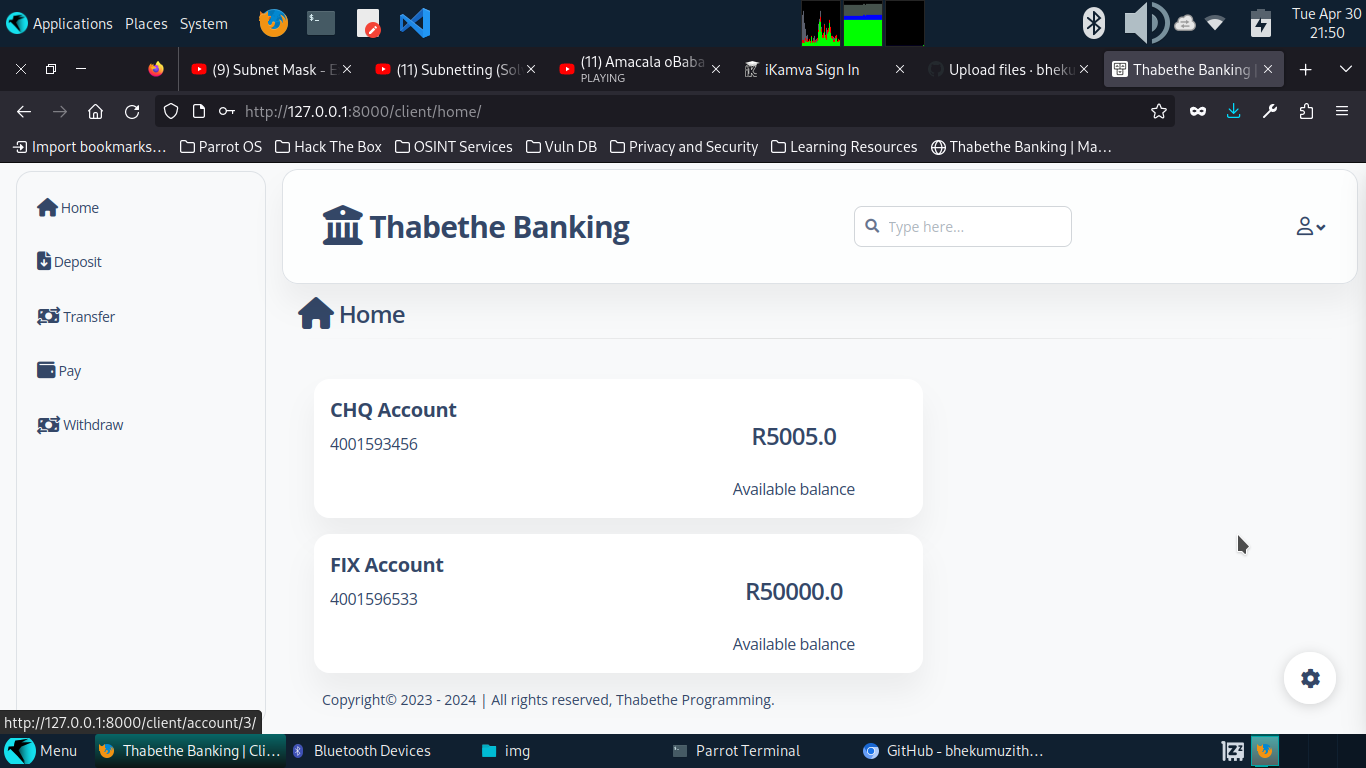 Applications Places System
Tue Apr 30
21:50
(9) Subnet Mask - E
(11) Subnetting (Sol
(11) Amacala oBaba
PLAYING
iKamva Sign In
Upload files · bheku
Thabethe Banking |
http://127.0.0.1:8000/client/home/
Import bookmarks...
Parrot OS
Hack The Box
OSINT Services
Vuln DB
Privacy and Security
Learning Resources
Thabethe Banking | Ma...
Home
Deposit
Transfer
Pay
Withdraw
Thabethe Banking
Type here...
Home
CHQ Account
4001593456
R5005.0
Available balance
FIX Account
4001596533
R50000.0
Available balance
Copyright© 2023 - 2024 | All rights reserved, Thabethe Programming.
http://127.0.0.1:8000/client/account/3/
Menu
Thabethe Banking | Cli...
Bluetooth Devices
img
Parrot Terminal
GitHub - bhekumuzith...